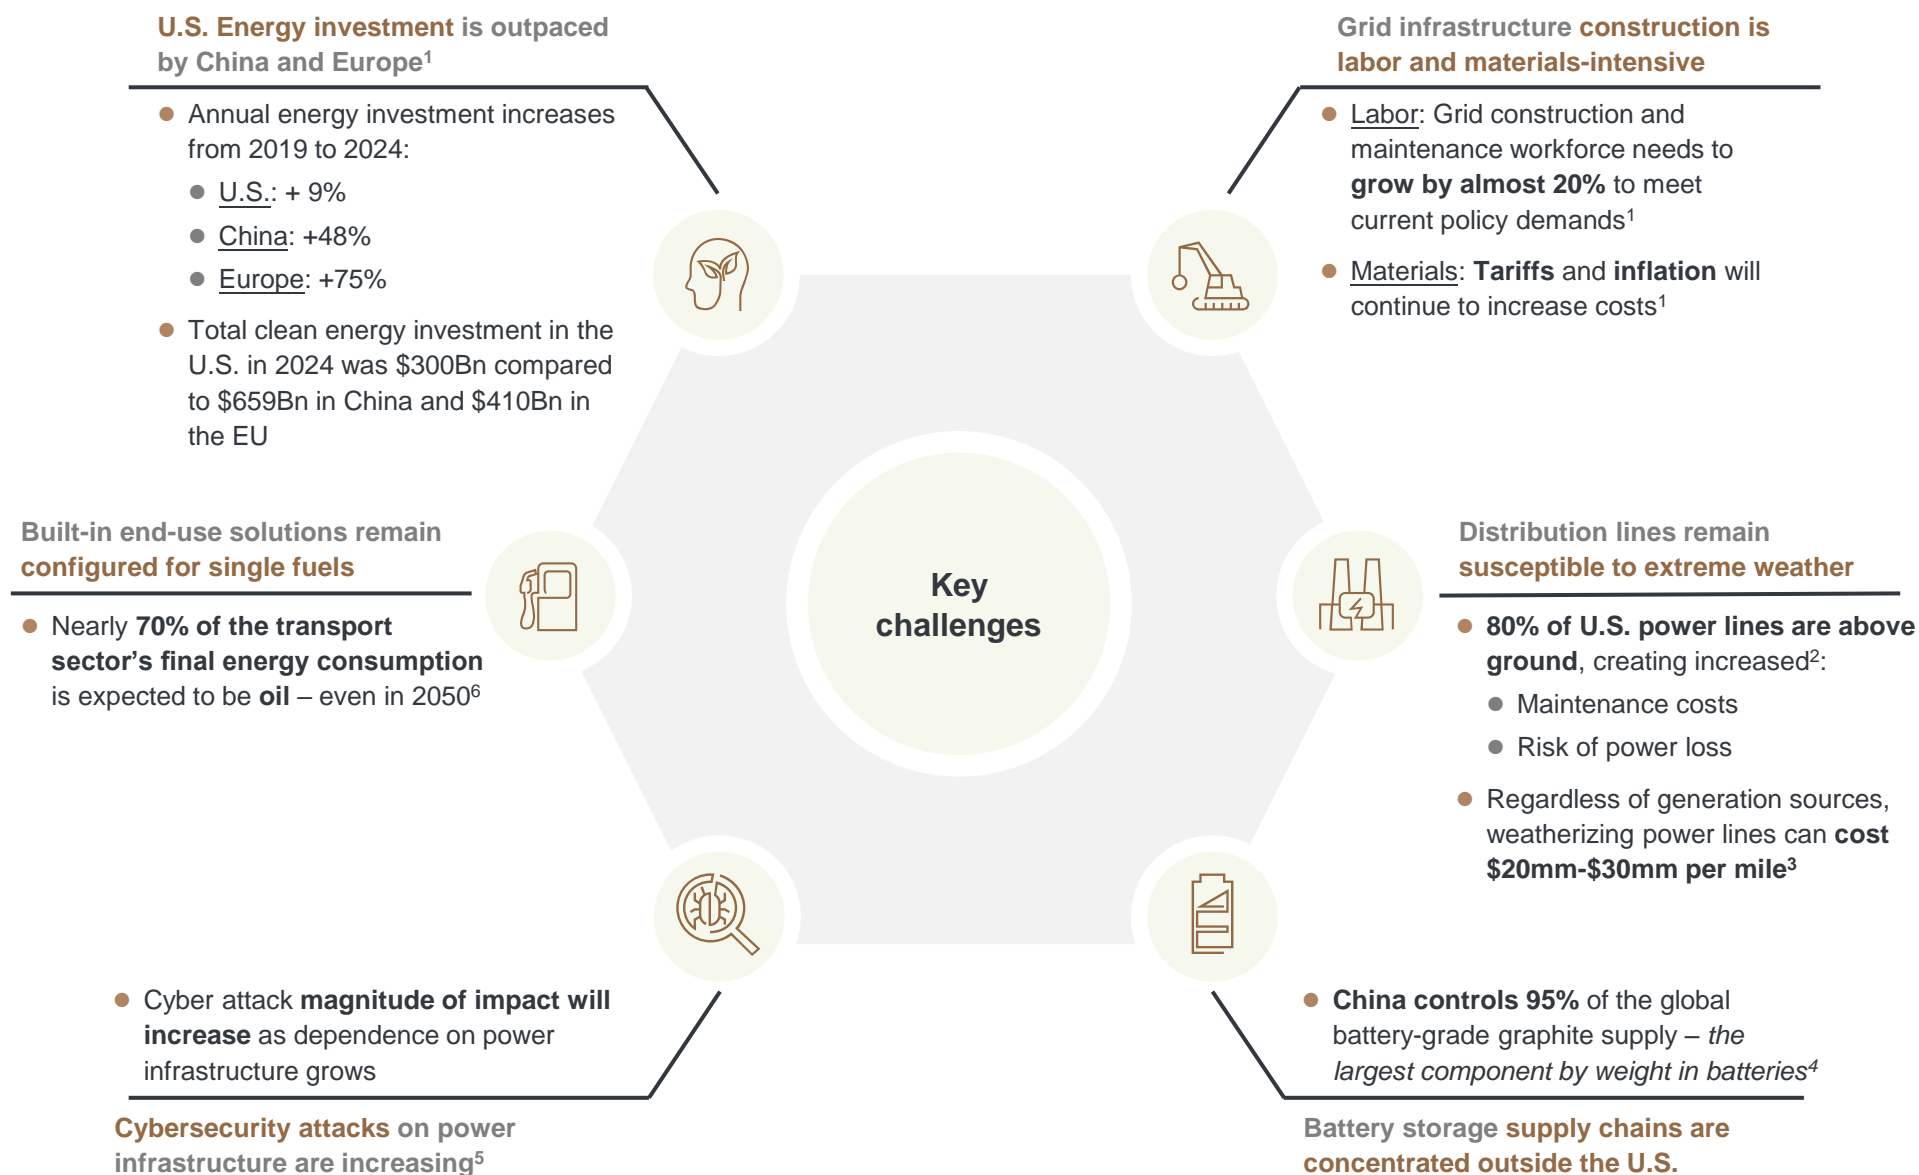 U.S. Energy investment is outpaced
by China and Europe¹
Annual energy investment increases
from 2019 to 2024:
U.S.: + 9%
China: +48%
Europe: +75%
Total clean energy investment in the
U.S. in 2024 was $300Bn compared
to $659Bn in China and $410Bn in
the EU
Grid infrastructure construction is
labor and materials-intensive
Labor: Grid construction and
maintenance workforce needs to
grow by almost 20% to meet
current policy demands¹
Materials: Tariffs and inflation will
continue to increase costs¹
Built-in end-use solutions remain
configured for single fuels
Nearly 70% of the transport
sector’s final energy consumption
is expected to be oil – even in 2050⁶
Key
challenges
Distribution lines remain
susceptible to extreme weather
80% of U.S. power lines are above
ground, creating increased²:
Maintenance costs
Risk of power loss
Regardless of generation sources,
weatherizing power lines can cost
$20mm-$30mm per mile³
Cyber attack magnitude of impact will
increase as dependence on power
infrastructure grows
Cybersecurity attacks on power
infrastructure are increasing⁵
China controls 95% of the global
battery-grade graphite supply – the
largest component by weight in batteries⁴
Battery storage supply chains are
concentrated outside the U.S.